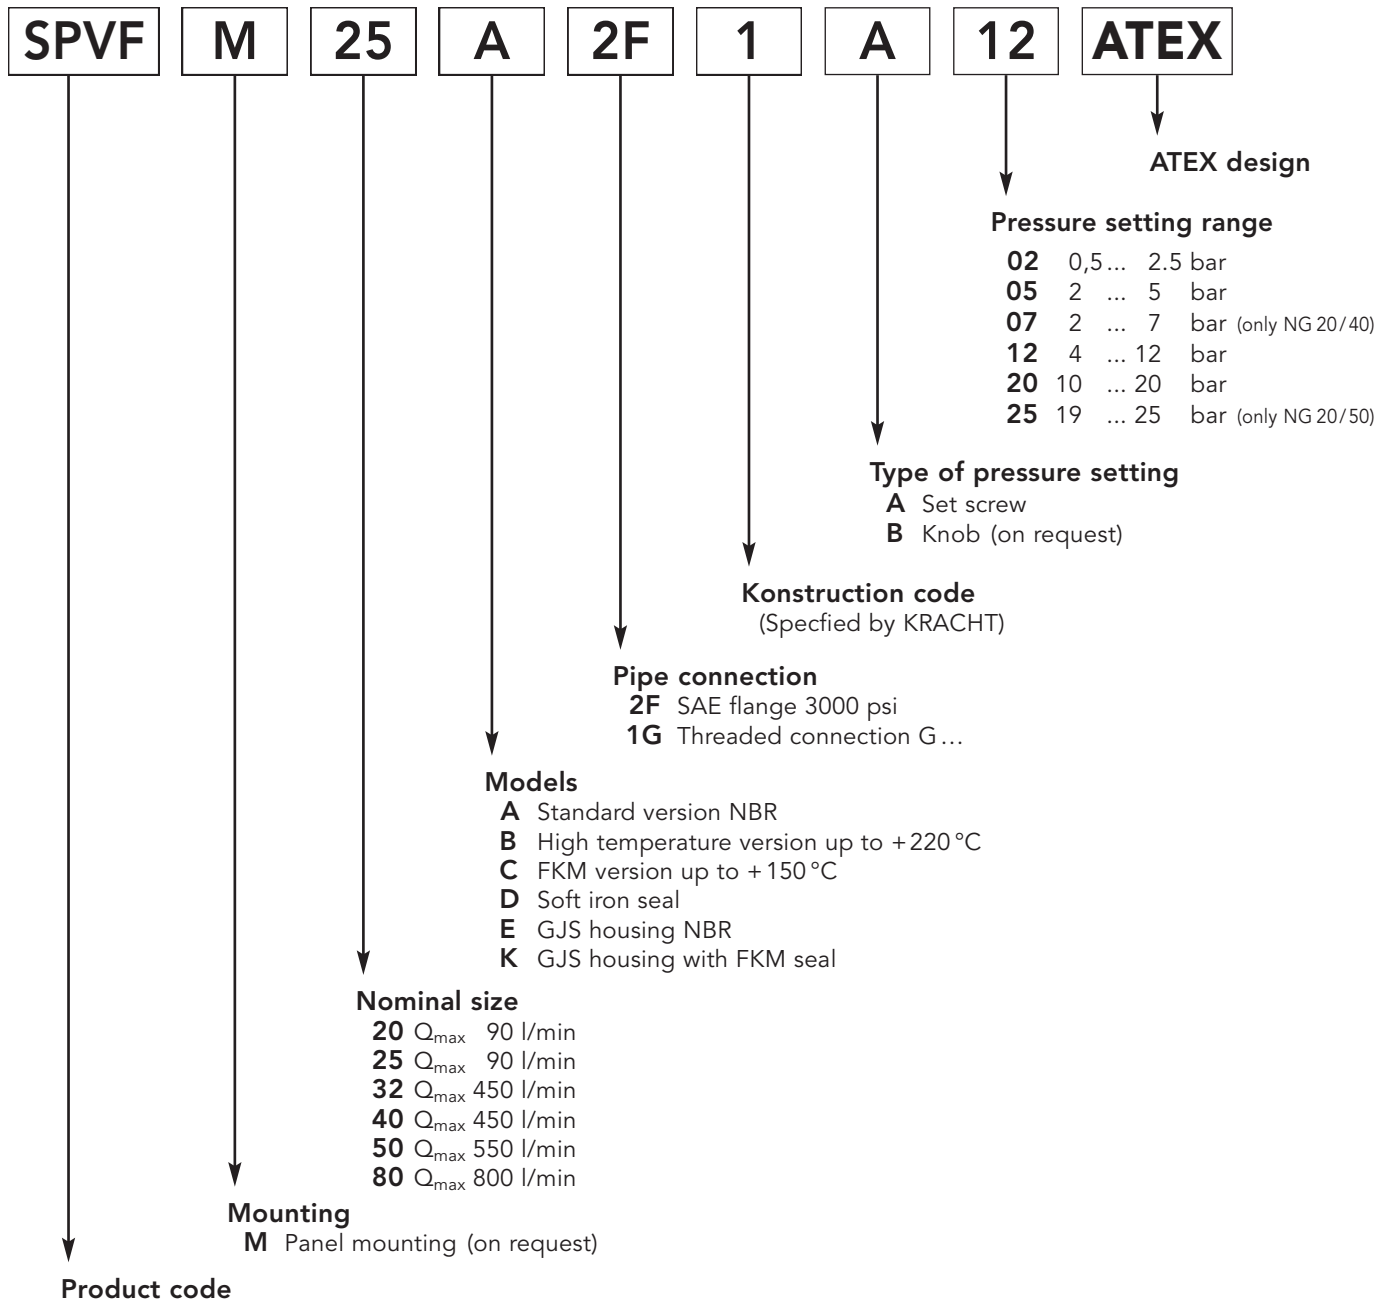 SPVF M 25 A 2F 1 A 12 ATEX
ATEX design
Pressure setting range
02 0,5... 2.5 bar
05 2 ... 5 bar
07 2 ... 7 bar (only NG 20/40)
12 4 ... 12 bar
20 10 ... 20 bar
25 19 ... 25 bar (only NG 20/50)
Type of pressure setting
A Set screw
B Knob (on request)
Konstruction code
(Specfied by KRACHT)
Pipe connection
2F SAE flange 3000 psi
1G Threaded connection G...
Models
A Standard version NBR
B High temperature version up to +220 °C
C FKM version up to +150 °C
D Soft iron seal
E GJS housing NBR
K GJS housing with FKM seal
Nominal size
20 Qmax 90 l/min
25 Qmax 90 l/min
32 Qmax 450 l/min
40 Qmax 450 l/min
50 Qmax 550 l/min
80 Qmax 800 l/min
Mounting
M Panel mounting (on request)
Product code